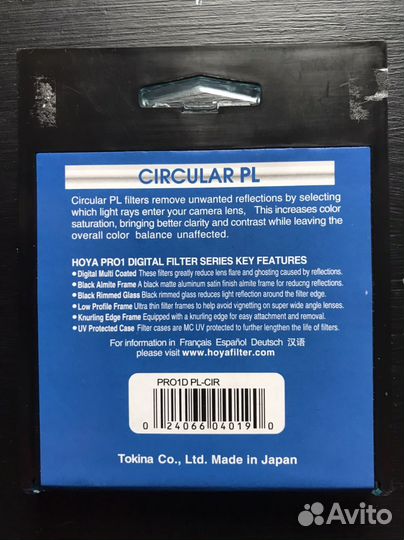 CIRCULAR PL
Circular PL filters remove unwanted reflections by selecting
which light rays enter your camera lens, This increases color
saturation, bringing better clarity and contrast while leaving the
overall color balance unaffected.
HOYA PRO1 DIGITAL FILTER SERIES KEY FEATURES
• Digital Multi Coated These filters greatly reduce lens flare and ghosting caused by reflections.
• Black Almite Frame A black matte aluminum satin finish almite frame for reducng reflections.
• Black Rimmed Glass Black rimmed glass reduces light reflection around the filter edge.
• Low Profile Frame Ultra thin filter frames to help avoid vignetting on super wide angle lenses.
• Knurling Edge Frame Equipped with a knurling edge for easy attachment and removal.
• UV Protected Case Filter cases are MC UV protected to further lengthen the life of filters.
For information in Français Español Deutsch 汉语
please visit www.hoyafilter.com
PRO1D PL-CIR
0 24066 04019 0
Tokina Co., Ltd. Made in Japan
Avito